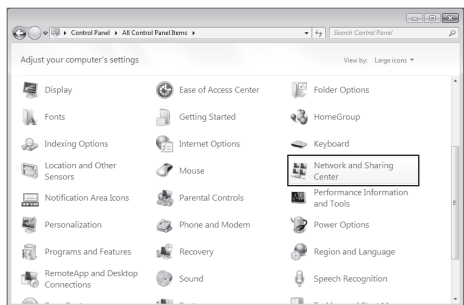 Control Panel ▸ All Control Panel Items ▸
Search Control Panel
Adjust your computer's settings
View by: Large icons
Display
Ease of Access Center
Folder Options
Fonts
Getting Started
HomeGroup
Indexing Options
Internet Options
Keyboard
Location and Other
Sensors
Mouse
Network and Sharing
Center
Notification Area Icons
Parental Controls
Performance Information
and Tools
Personalization
Phone and Modem
Power Options
Programs and Features
Recovery
Region and Language
RemoteApp and Desktop
Connections
Sound
Speech Recognition